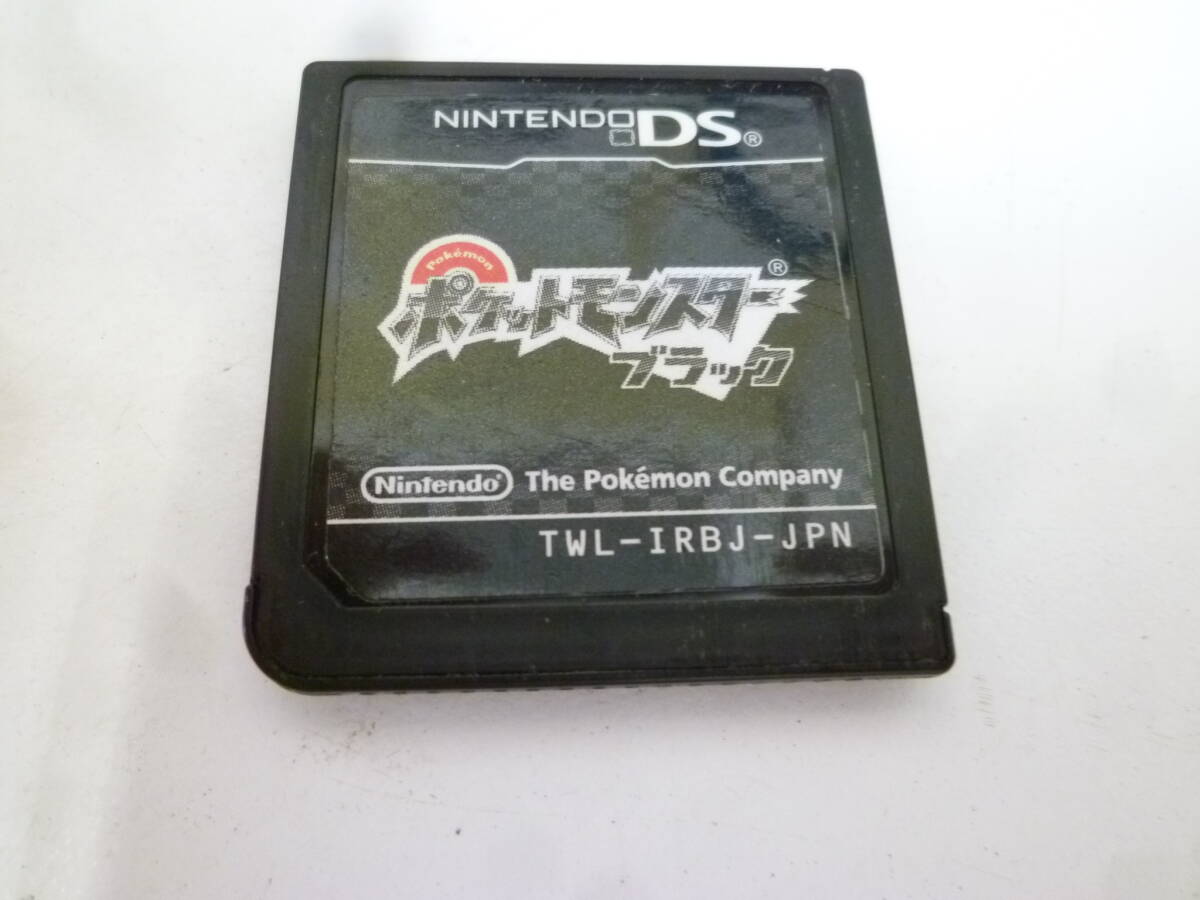 NINTENDO DS®
Pokémon
ポケットモンスター®
ブラック
Nintendo® The Pokémon Company
TWL-IRBJ-JPN